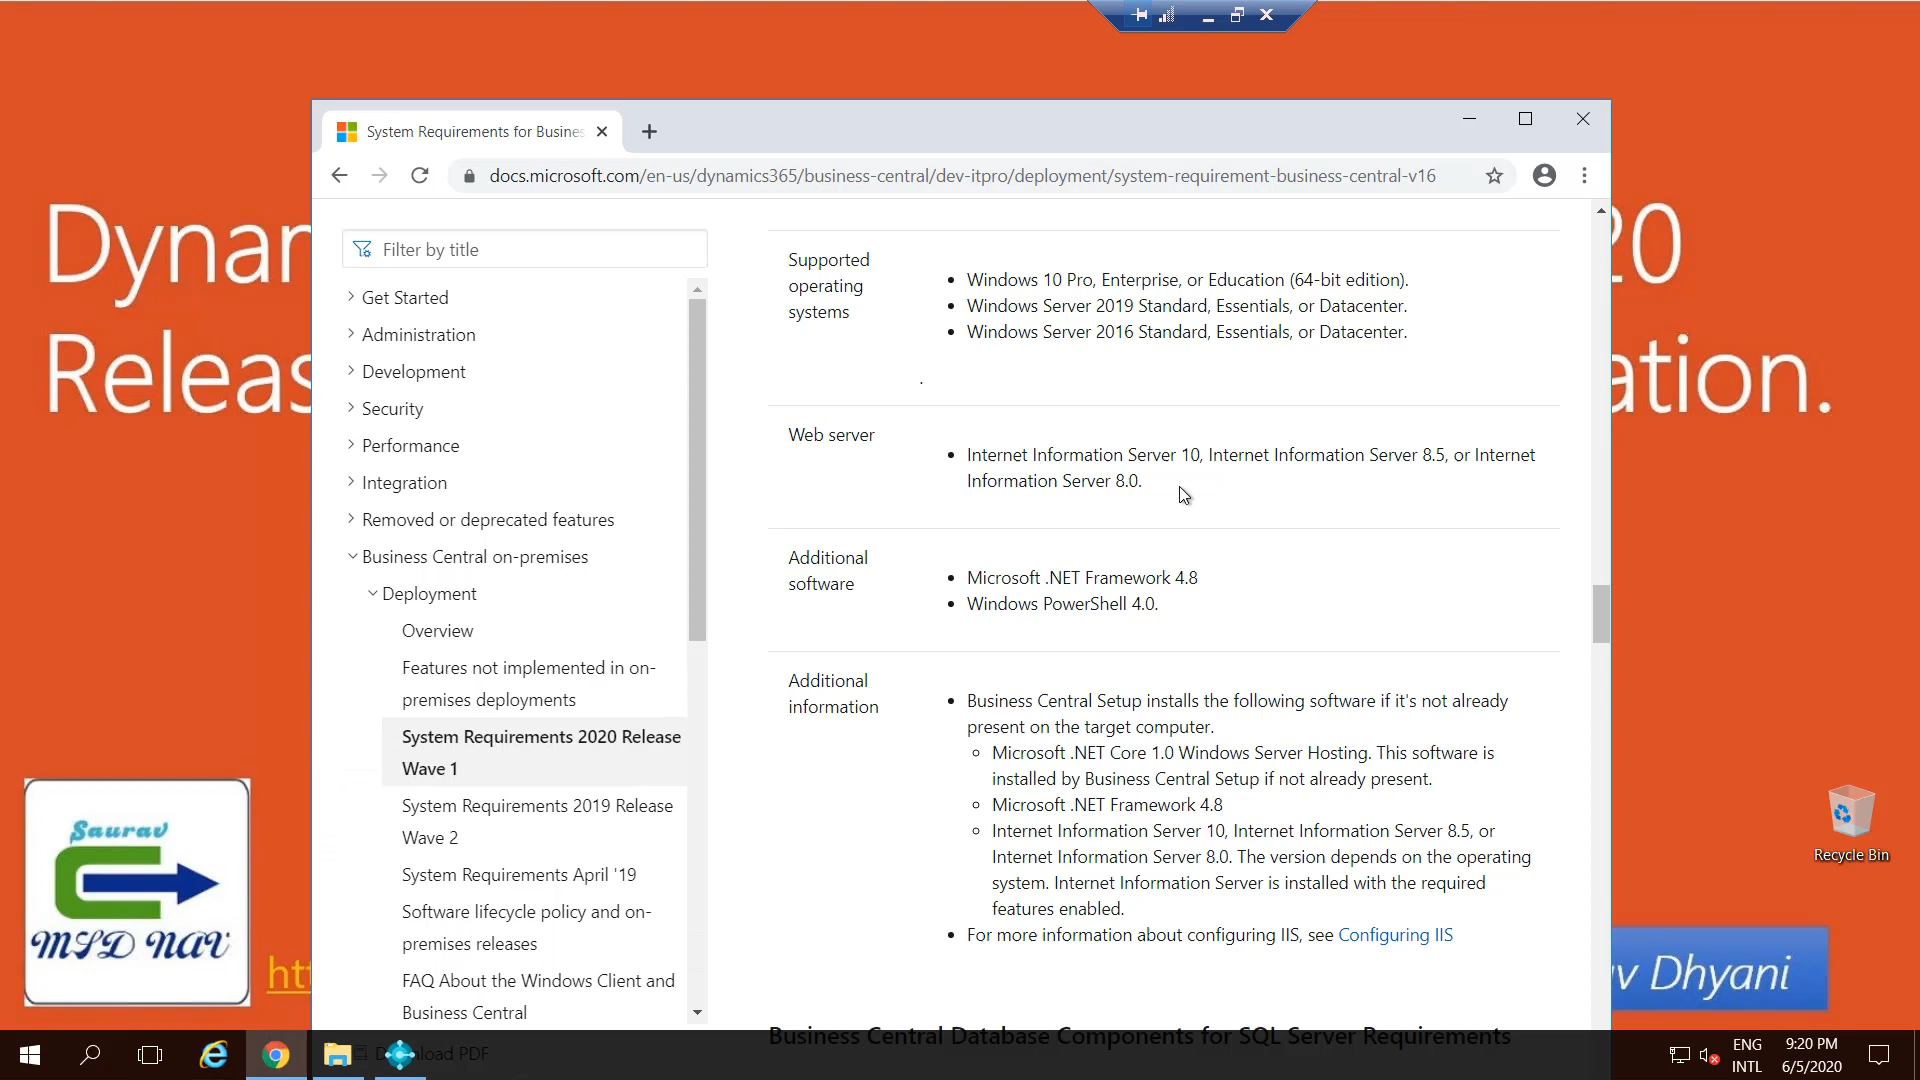 System Requirements for Busines
docs.microsoft.com/en-us/dynamics365/business-central/dev-itpro/deployment/system-requirement-business-central-v16
Dynam
20
Releas
ation.
Filter by title
Get Started
Administration
Development
Security
Performance
Integration
Removed or deprecated features
Business Central on-premises
Deployment
Overview
Features not implemented in on-
premises deployments
System Requirements 2020 Release
Wave 1
System Requirements 2019 Release
Wave 2
System Requirements April '19
Software lifecycle policy and on-
premises releases
FAQ About the Windows Client and
Business Central
Download PDF
Supported
operating
systems
• Windows 10 Pro, Enterprise, or Education (64-bit edition).
• Windows Server 2019 Standard, Essentials, or Datacenter.
• Windows Server 2016 Standard, Essentials, or Datacenter.
.
Web server
• Internet Information Server 10, Internet Information Server 8.5, or Internet
Information Server 8.0.
Additional
software
• Microsoft .NET Framework 4.8
• Windows PowerShell 4.0.
Additional
information
• Business Central Setup installs the following software if it's not already
present on the target computer.
○ Microsoft .NET Core 1.0 Windows Server Hosting. This software is
installed by Business Central Setup if not already present.
○ Microsoft .NET Framework 4.8
○ Internet Information Server 10, Internet Information Server 8.5, or
Internet Information Server 8.0. The version depends on the operating
system. Internet Information Server is installed with the required
features enabled.
• For more information about configuring IIS, see Configuring IIS
Business Central Database Components for SQL Server Requirements
Saurav
MSD NAV
htt
v Dhyani
Recycle Bin
ENG
INTL
9:20 PM
6/5/2020